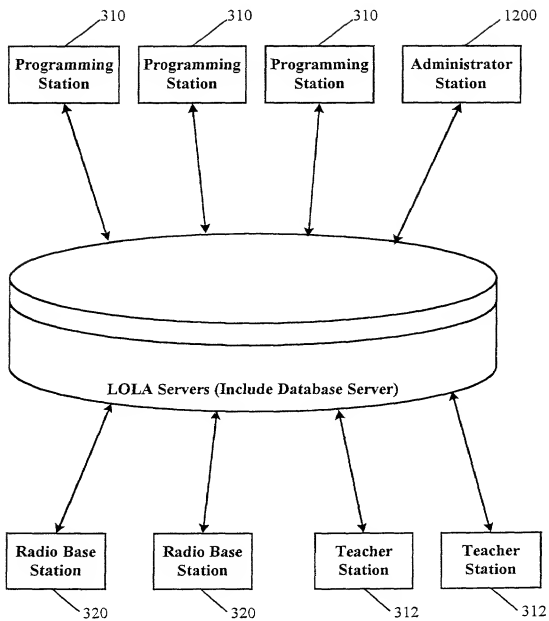 310 310 310 1200
Programming Programming Programming Administrator
Station Station Station Station
LOLA Servers (Include Database Server)
Radio Base Radio Base Teacher Teacher
Station Station Station Station
320 320 312 312